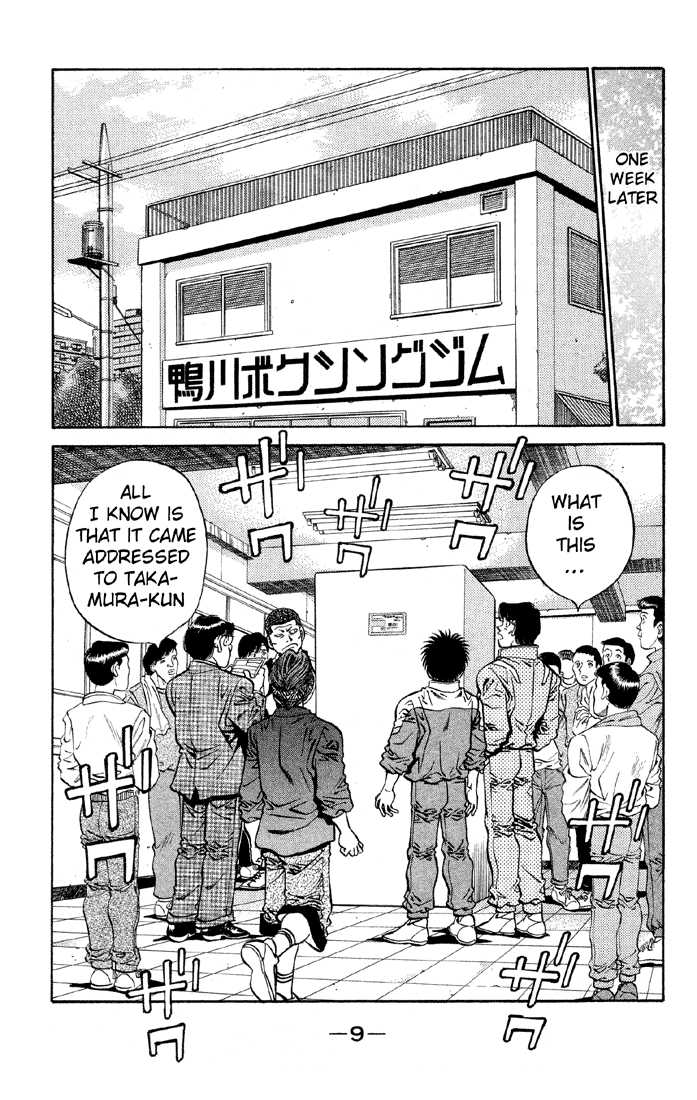 ONE
WEEK
LATER
鴨川ボクシングジム
WHAT
IS
THIS
...
ALL
I KNOW IS
THAT IT CAME
ADDRESSED
TO TAKA-
MURA-KUN
ザワ
ザワ
ザワ
ザワ
ザワ
ザワ
ザワ
—9—